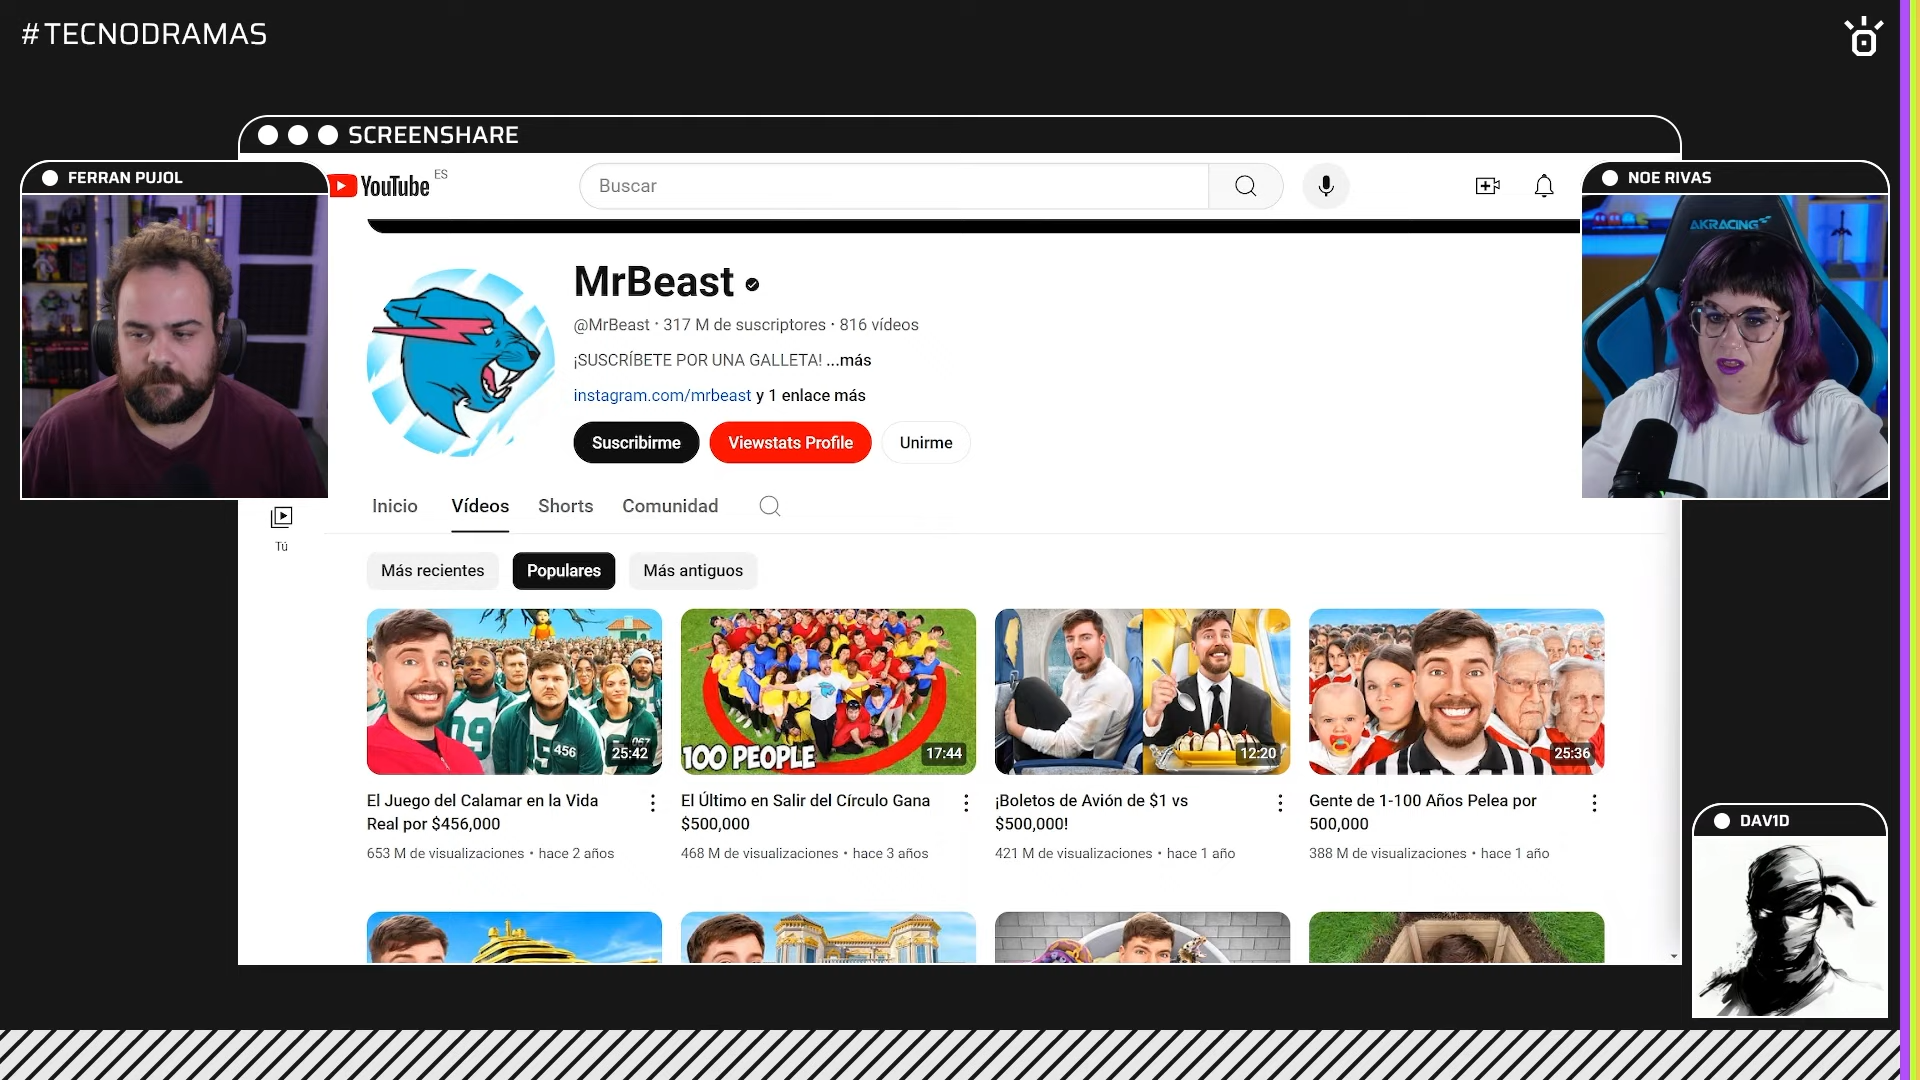 #TECNODRAMAS
SCREENSHARE
FERRAN PUJOL
NOE RIVAS
YouTube ES
Buscar
AKRACING
MrBeast
@MrBeast • 317 M de suscriptores • 816 vídeos
¡SUSCRÍBETE POR UNA GALLETA! ...más
instagram.com/mrbeast y 1 enlace más
Suscribirme
Viewstats Profile
Unirme
Inicio
Vídeos
Shorts
Comunidad
Tú
Más recientes
Populares
Más antiguos
456
067
25:42
100 PEOPLE
17:44
12:20
25:36
El Juego del Calamar en la Vida
Real por $456,000
653 M de visualizaciones • hace 2 años
El Último en Salir del Círculo Gana
$500,000
468 M de visualizaciones • hace 3 años
¡Boletos de Avión de $1 vs
$500,000!
421 M de visualizaciones • hace 1 año
Gente de 1-100 Años Pelea por
500,000
388 M de visualizaciones • hace 1 año
DAV1D